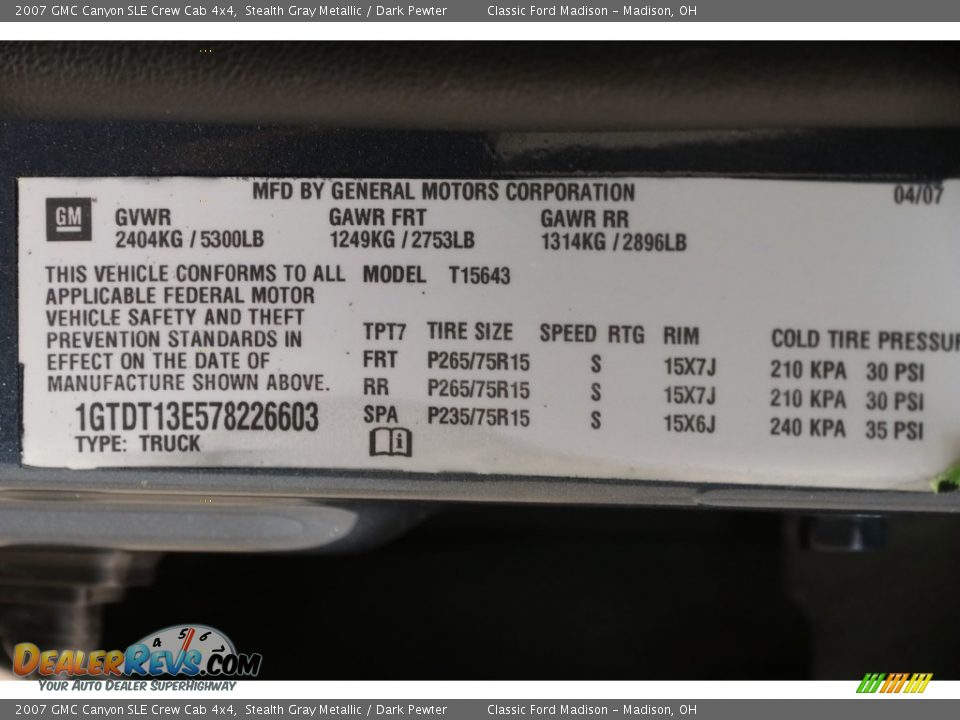 2007 GMC Canyon SLE Crew Cab 4x4, Stealth Gray Metallic / Dark Pewter Classic Ford Madison - Madison, OH
MFD BY GENERAL MOTORS CORPORATION 04/07
GM GVWR GAWR FRT GAWR RR
2404KG / 5300LB 1249KG / 2753LB 1314KG / 2896LB
THIS VEHICLE CONFORMS TO ALL MODEL T15643
APPLICABLE FEDERAL MOTOR
VEHICLE SAFETY AND THEFT
PREVENTION STANDARDS IN
EFFECT ON THE DATE OF
MANUFACTURE SHOWN ABOVE.
TPT7 TIRE SIZE SPEED RTG RIM COLD TIRE PRESSUR
FRT P265/75R15 S 15X7J 210 KPA 30 PSI
RR P265/75R15 S 15X7J 210 KPA 30 PSI
SPA P235/75R15 S 15X6J 240 KPA 35 PSI
1GTDT13E578226603
TYPE: TRUCK
4 5 6
DEALERREVS.COM
YOUR AUTO DEALER SUPERHIGHWAY
2007 GMC Canyon SLE Crew Cab 4x4, Stealth Gray Metallic / Dark Pewter Classic Ford Madison - Madison, OH